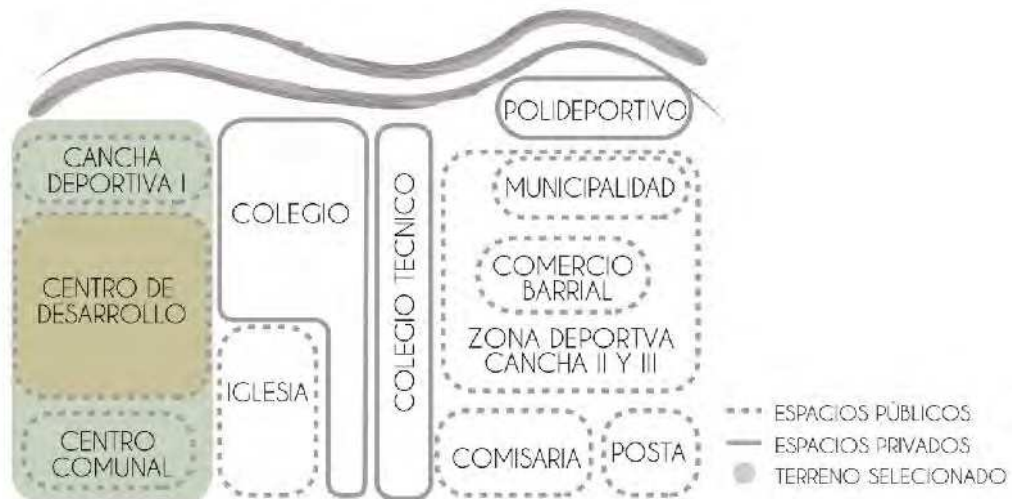 POLIDEPORTIVO
CANCHA
DEPORTIVA I
COLEGIO
COLEGIO TECNICO
MUNICIPALIDAD
COMERCIO
BARRIAL
CENTRO DE
DESARROLLO
ZONA DEPORTVA
CANCHA II Y III
IGLESIA
CENTRO
COMUNAL
COMISARIA
POSTA
ESPACIOS PÚBLICOS
ESPACIOS PRIVADOS
TERRENO SELECIONADO